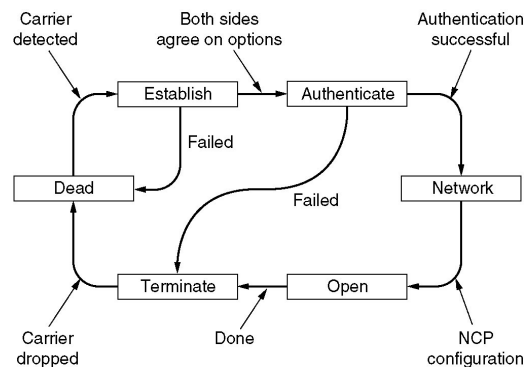 Carrier
detected
Both sides
agree on options
Authentication
successful
Establish
Authenticate
Failed
Dead
Failed
Network
Terminate
Open
Carrier
dropped
Done
NCP
configuration